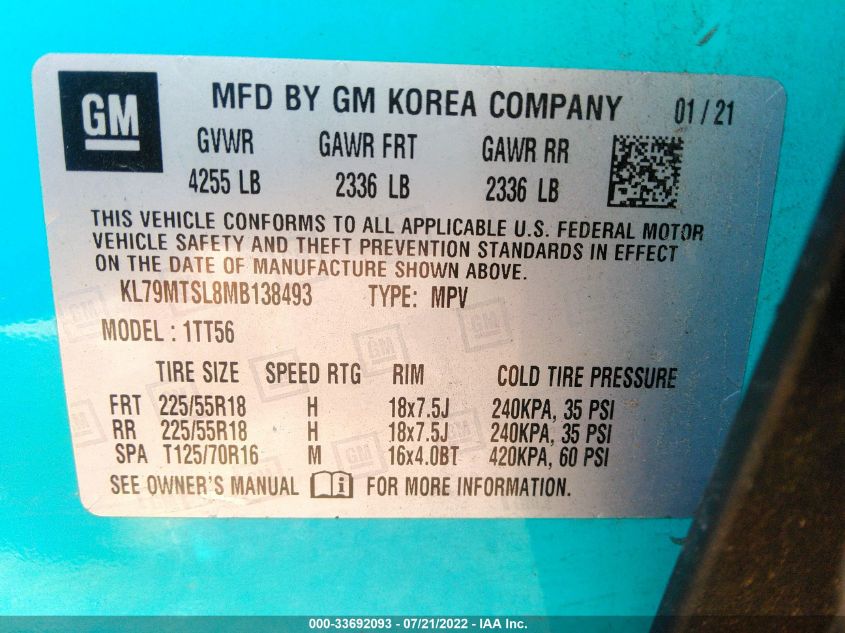 GM
MFD BY GM KOREA COMPANY 01 / 21
GVWR GAWR FRT GAWR RR
4255 LB 2336 LB 2336 LB
THIS VEHICLE CONFORMS TO ALL APPLICABLE U.S. FEDERAL MOTOR
VEHICLE SAFETY AND THEFT PREVENTION STANDARDS IN EFFECT
ON THE DATE OF MANUFACTURE SHOWN ABOVE.
KL79MTSL8MB138493 TYPE: MPV
MODEL : 1TT56
TIRE SIZE SPEED RTG RIM COLD TIRE PRESSURE
FRT 225/55R18 H 18x7.5J 240KPA, 35 PSI
RR 225/55R18 H 18x7.5J 240KPA, 35 PSI
SPA T125/70R16 M 16x4.0BT 420KPA, 60 PSI
SEE OWNER'S MANUAL i FOR MORE INFORMATION.
000-33692093 - 07/21/2022 - IAA Inc.